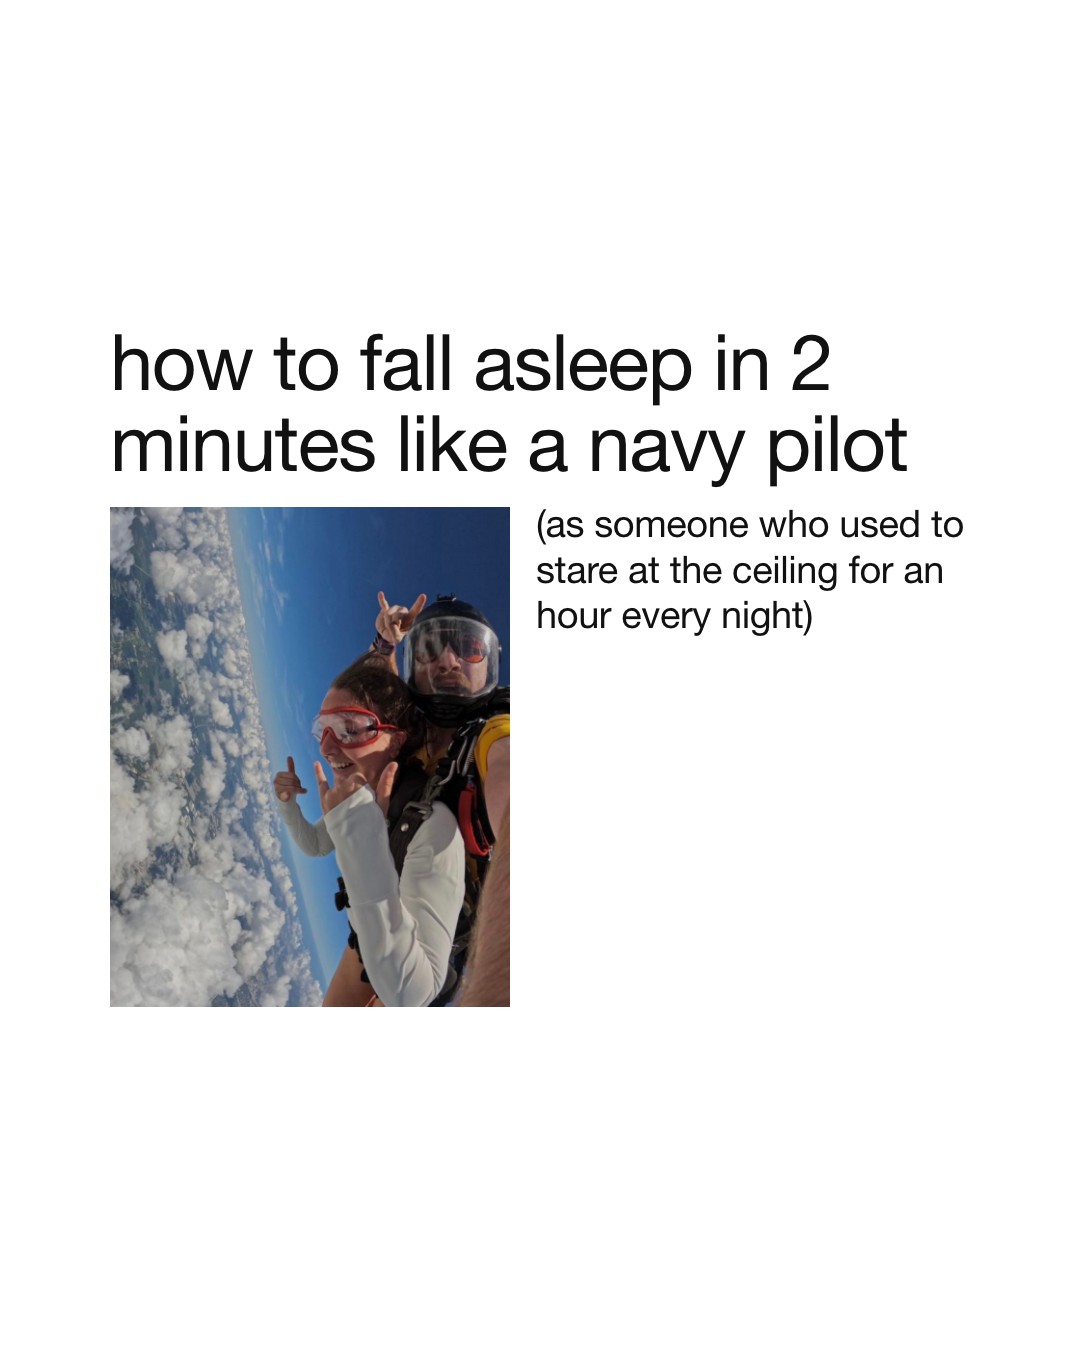 how to fall asleep in 2
minutes like a navy pilot
(as someone who used to
stare at the ceiling for an
hour every night)